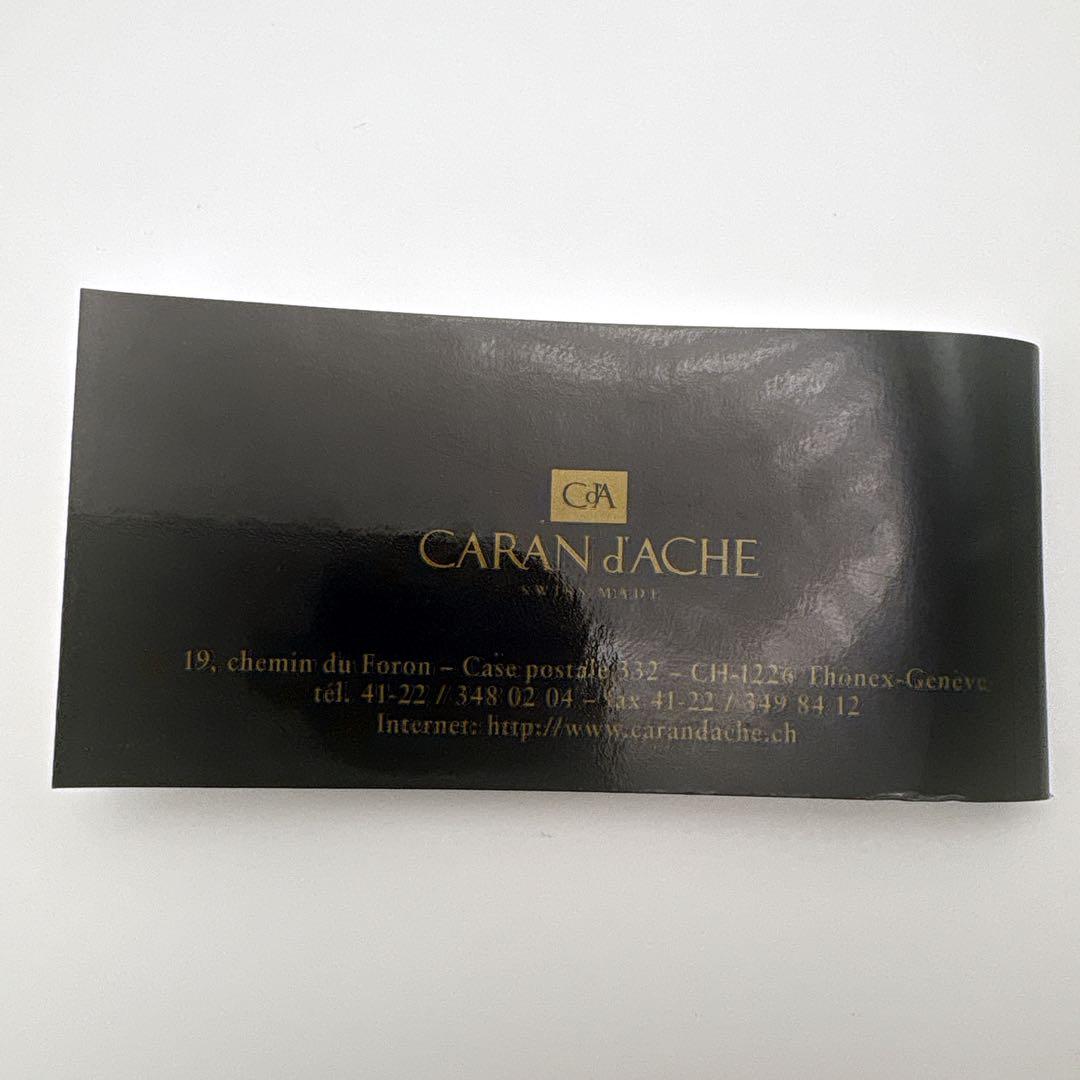 CdA
CARAN d'ACHE
SWISS MADE
19, chemin du Foron – Case postale 332 – CH-1226 Thônex-Genève
tél. 41-22 / 348 02 04 – fax 41-22 / 349 84 12
Internet: http://www.carandache.ch